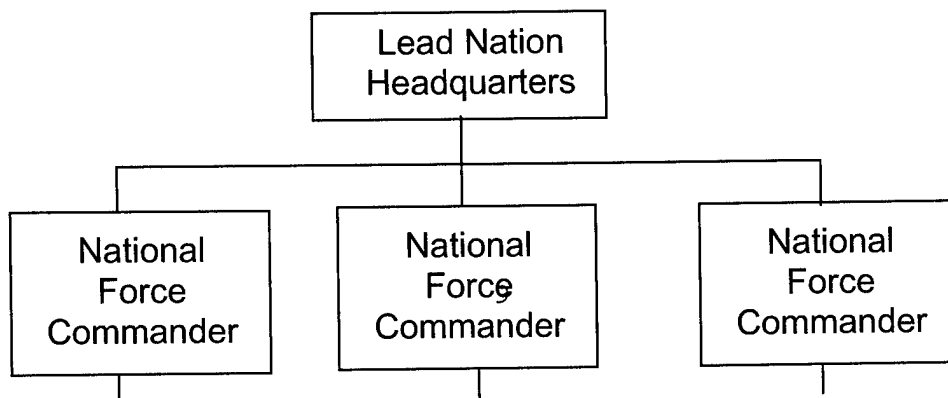 Lead Nation
Headquarters
National
Force
Commander
National
Force
Commander
National
Force
Commander